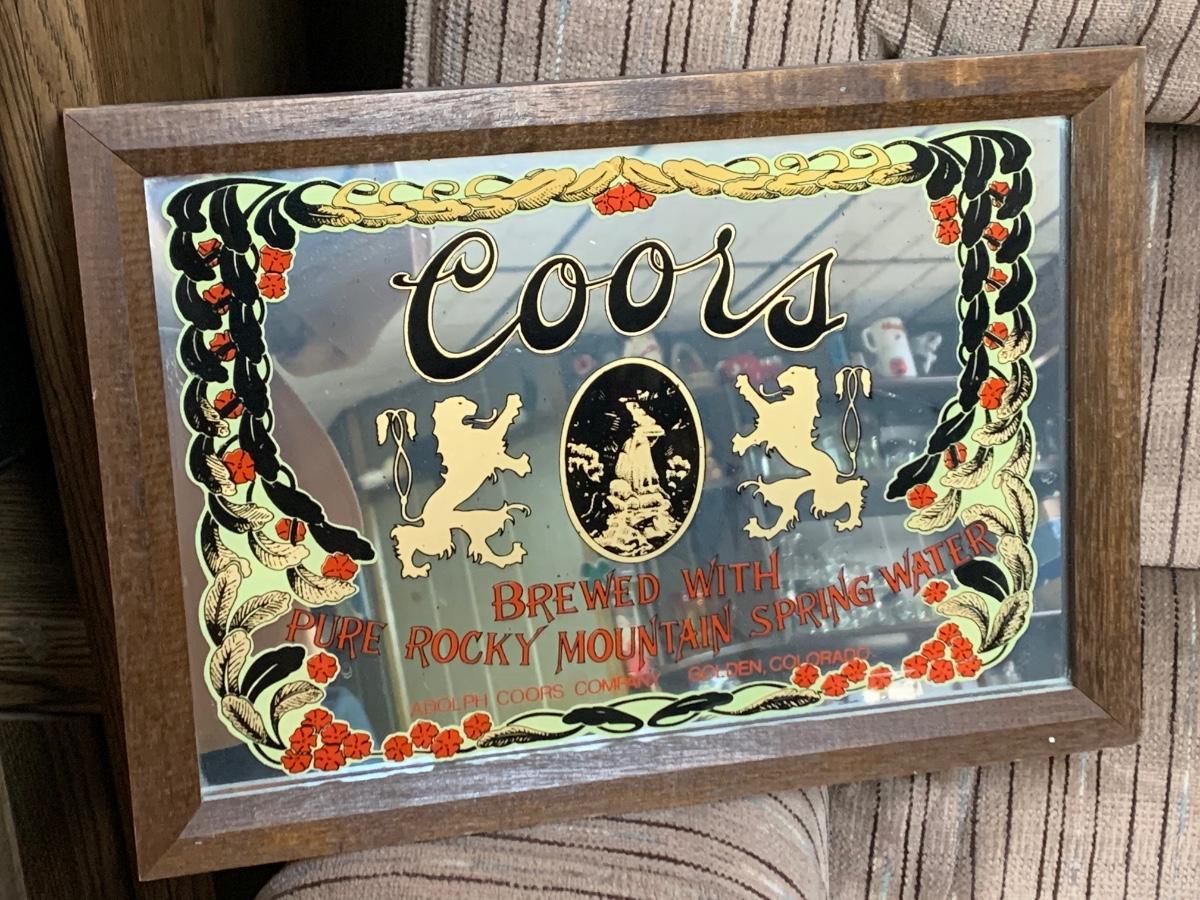 Coors
BREWED WITH
PURE ROCKY MOUNTAIN SPRING WATER
ADOLPH COORS COMPANY GOLDEN, COLORADO